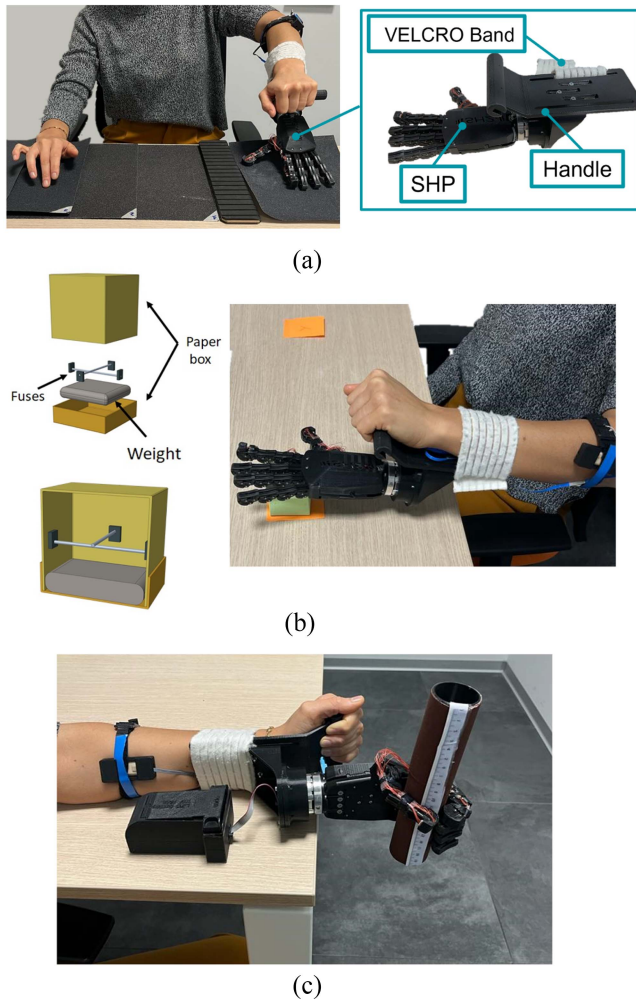 VELCRO Band
SHP
Handle
(a)
Paper
box
Fuses
Weight
(b)
(c)